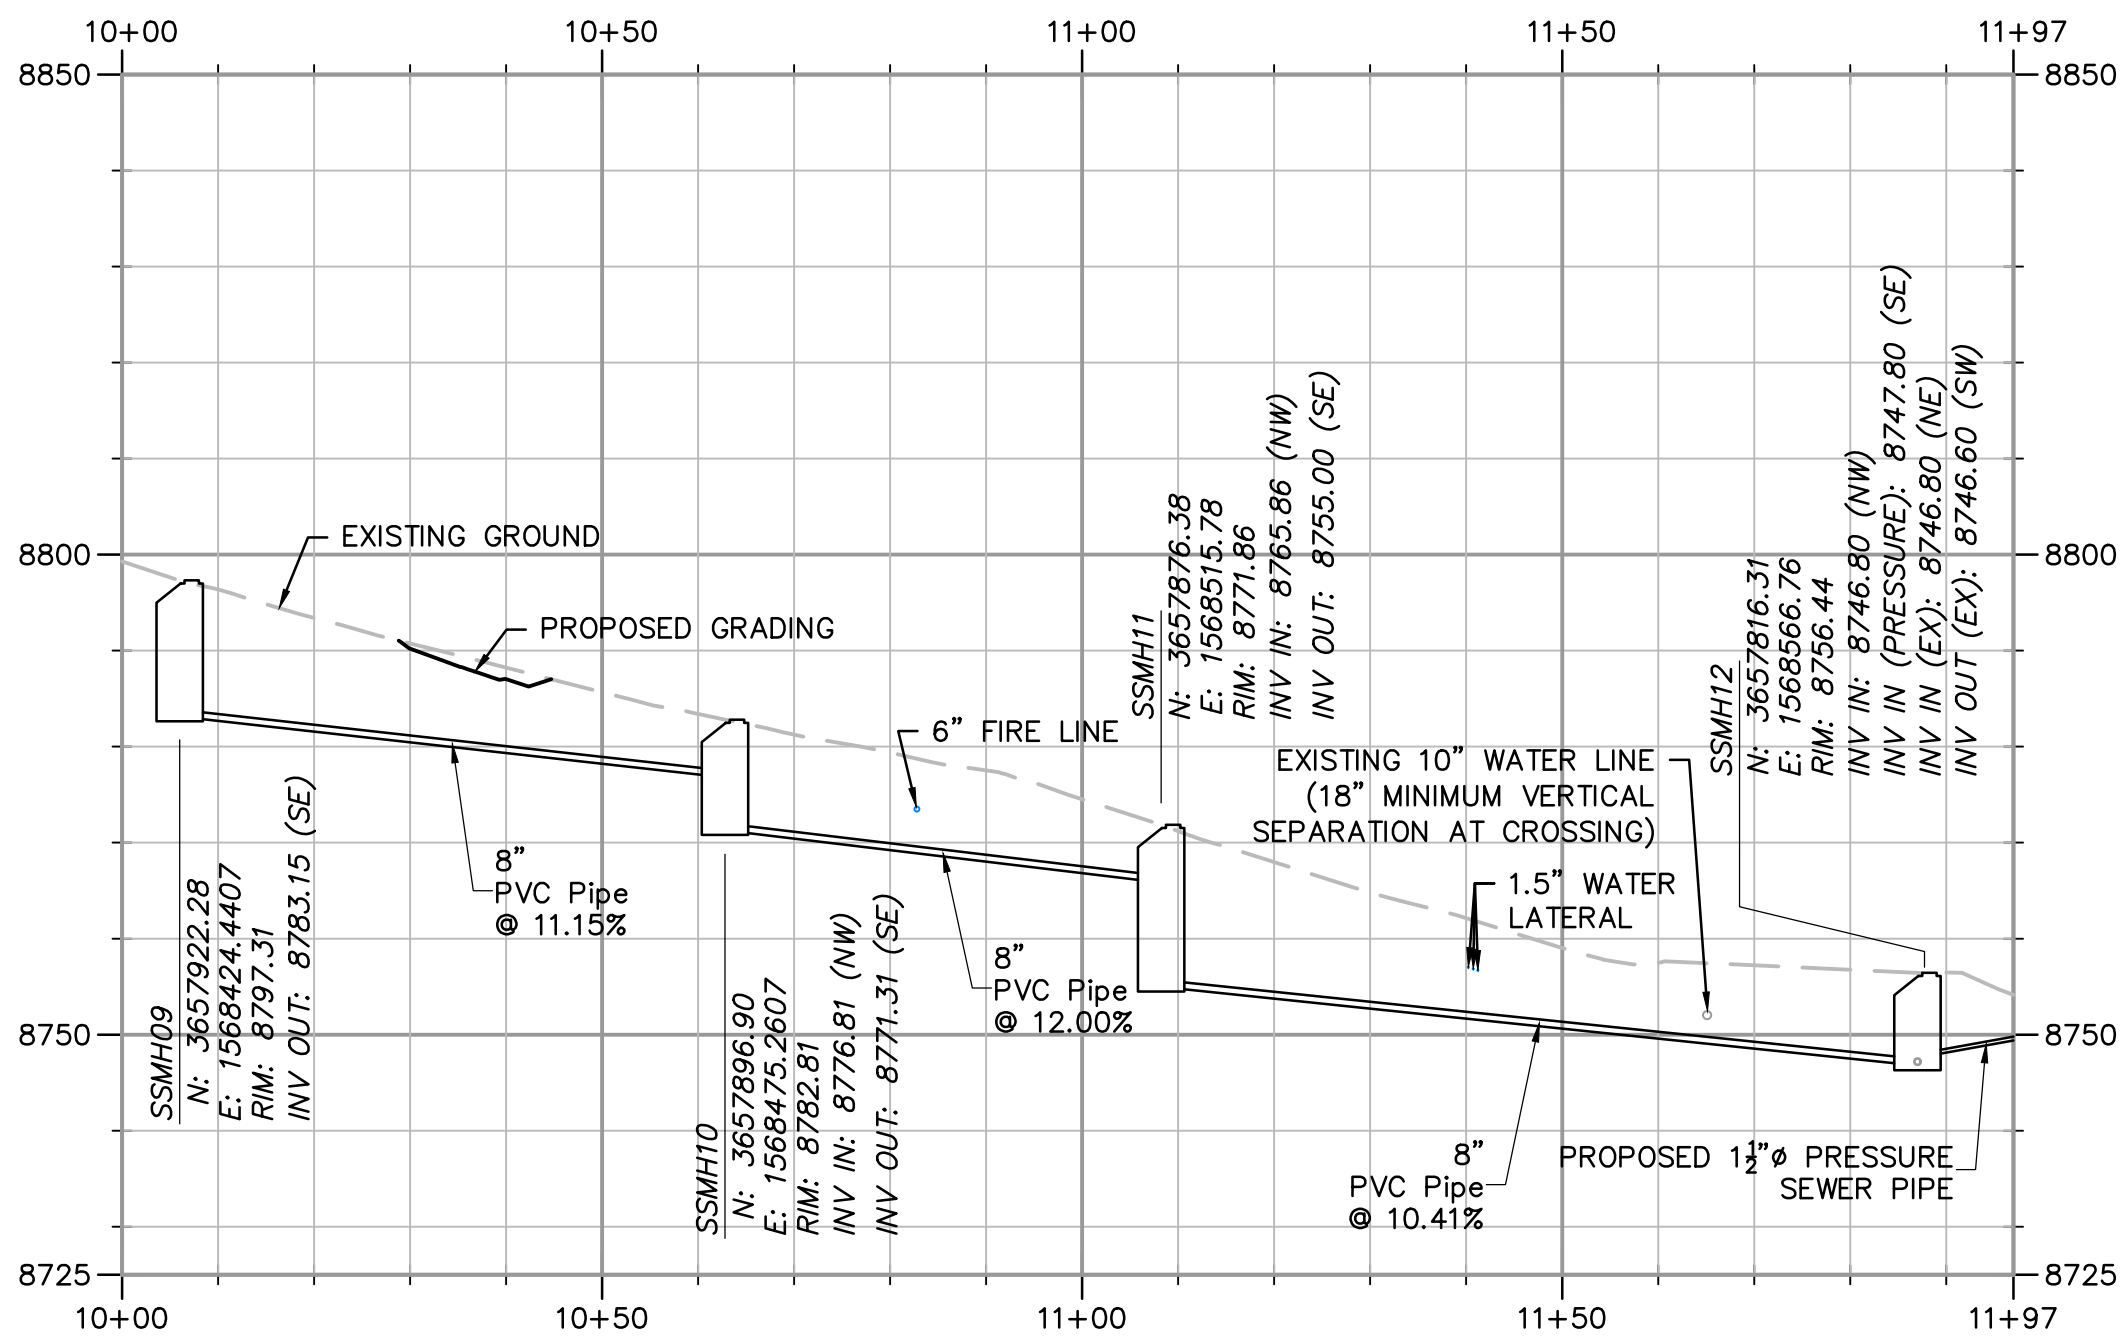 10+00
10+50
11+00
11+50
11+97
8850
8850
8800
8800
8750
8750
8725
8725
EXISTING GROUND
PROPOSED GRADING
6" FIRE LINE
EXISTING 10" WATER LINE
(18" MINIMUM VERTICAL
SEPARATION AT CROSSING)
1.5" WATER
LATERAL
SSMH09
N: 3657922.28
E: 1568424.4407
RIM: 8797.31
INV OUT: 8783.15 (SE)
8"
PVC Pipe
@ 11.15%
SSMH10
N: 3657896.90
E: 1568475.2607
RIM: 8782.81
INV IN: 8776.81 (NW)
INV OUT: 8771.31 (SE)
8"
PVC Pipe
@ 12.00%
SSMH11
N: 3657876.38
E: 1568515.78
RIM: 8771.86
INV IN: 8765.86 (NW)
INV OUT: 8755.00 (SE)
8"
PVC Pipe
@ 10.41%
SSMH12
N: 3657816.31
E: 1568566.76
RIM: 8756.44
INV IN: 8746.80 (NW)
INV IN (PRESSURE): 8747.80 (SE)
INV IN (EX): 8746.80 (NE)
INV OUT (EX): 8746.60 (SW)
PROPOSED 1½"ø PRESSURE
SEWER PIPE
10+00
10+50
11+00
11+50
11+97